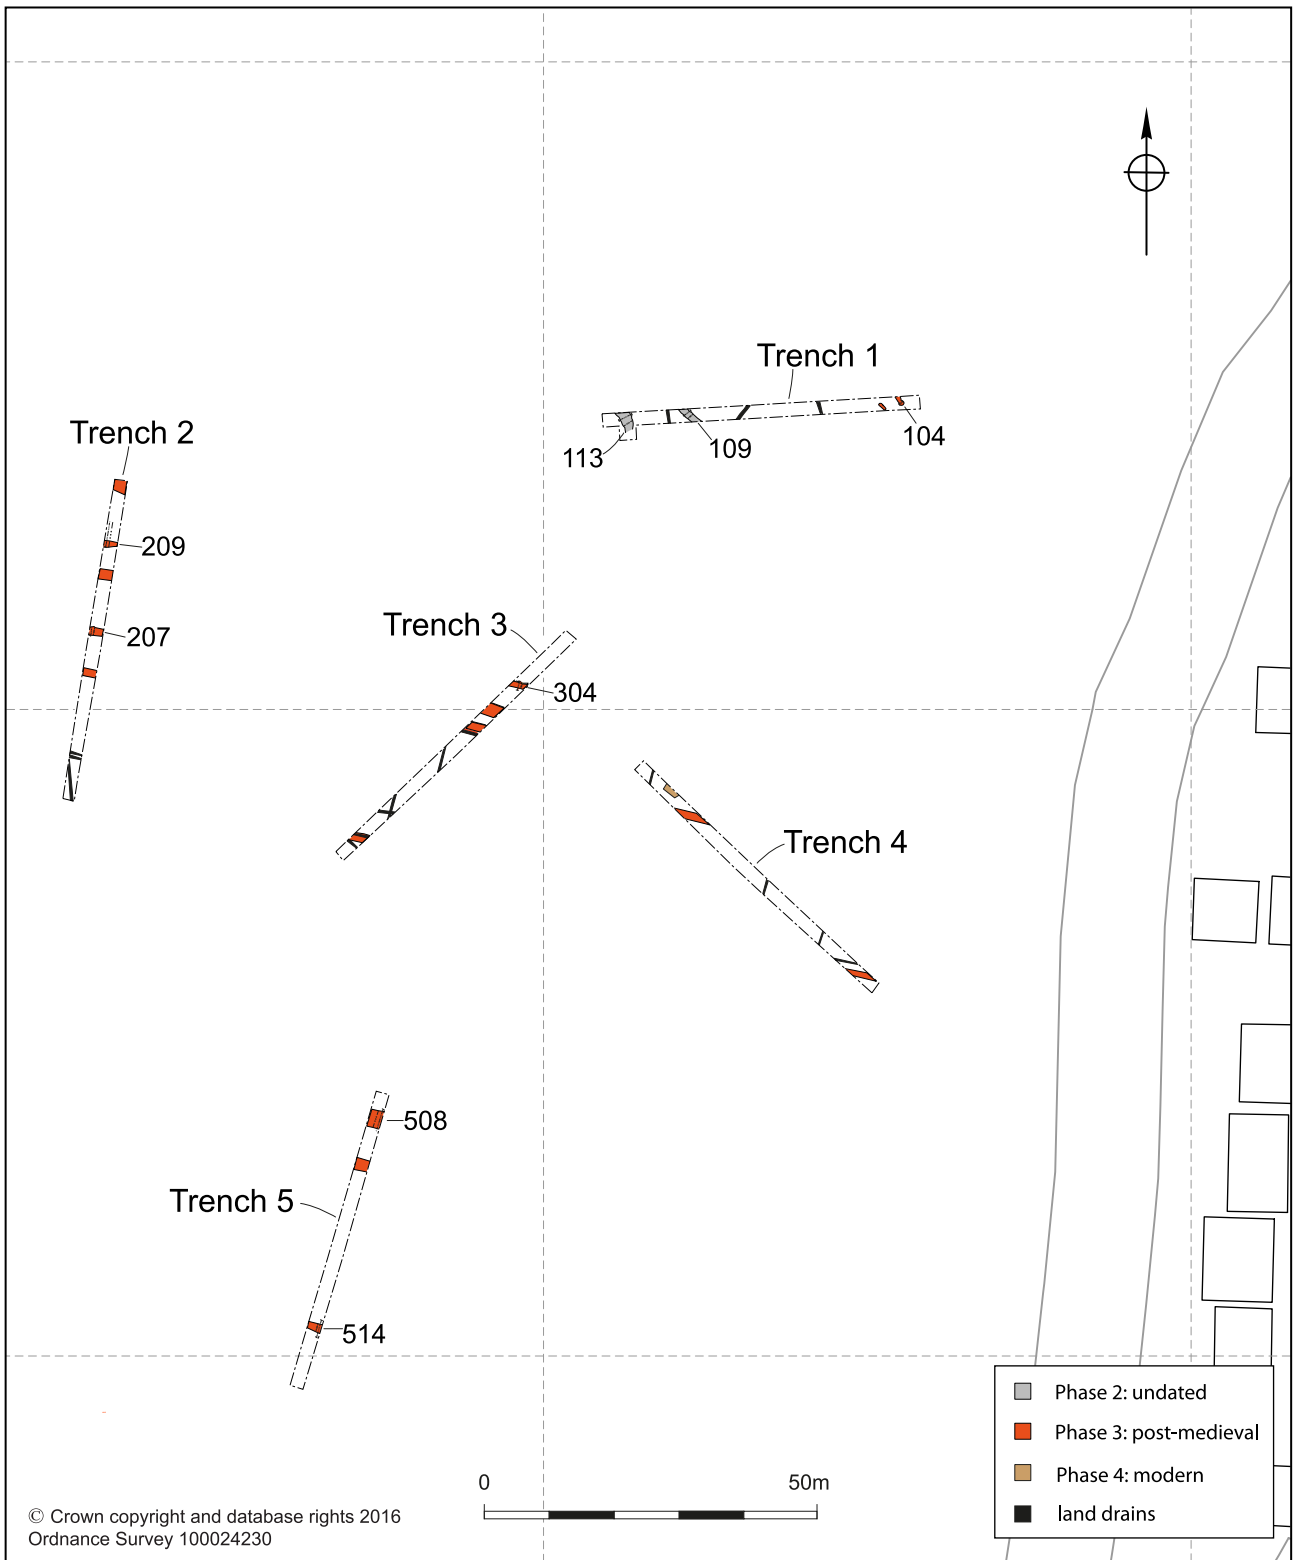 Trench 1
104
109
113
Trench 2
209
207
Trench 3
304
Trench 4
508
Trench 5
514
0
50m
Phase 2: undated
Phase 3: post-medieval
Phase 4: modern
land drains
© Crown copyright and database rights 2016
Ordnance Survey 100024230